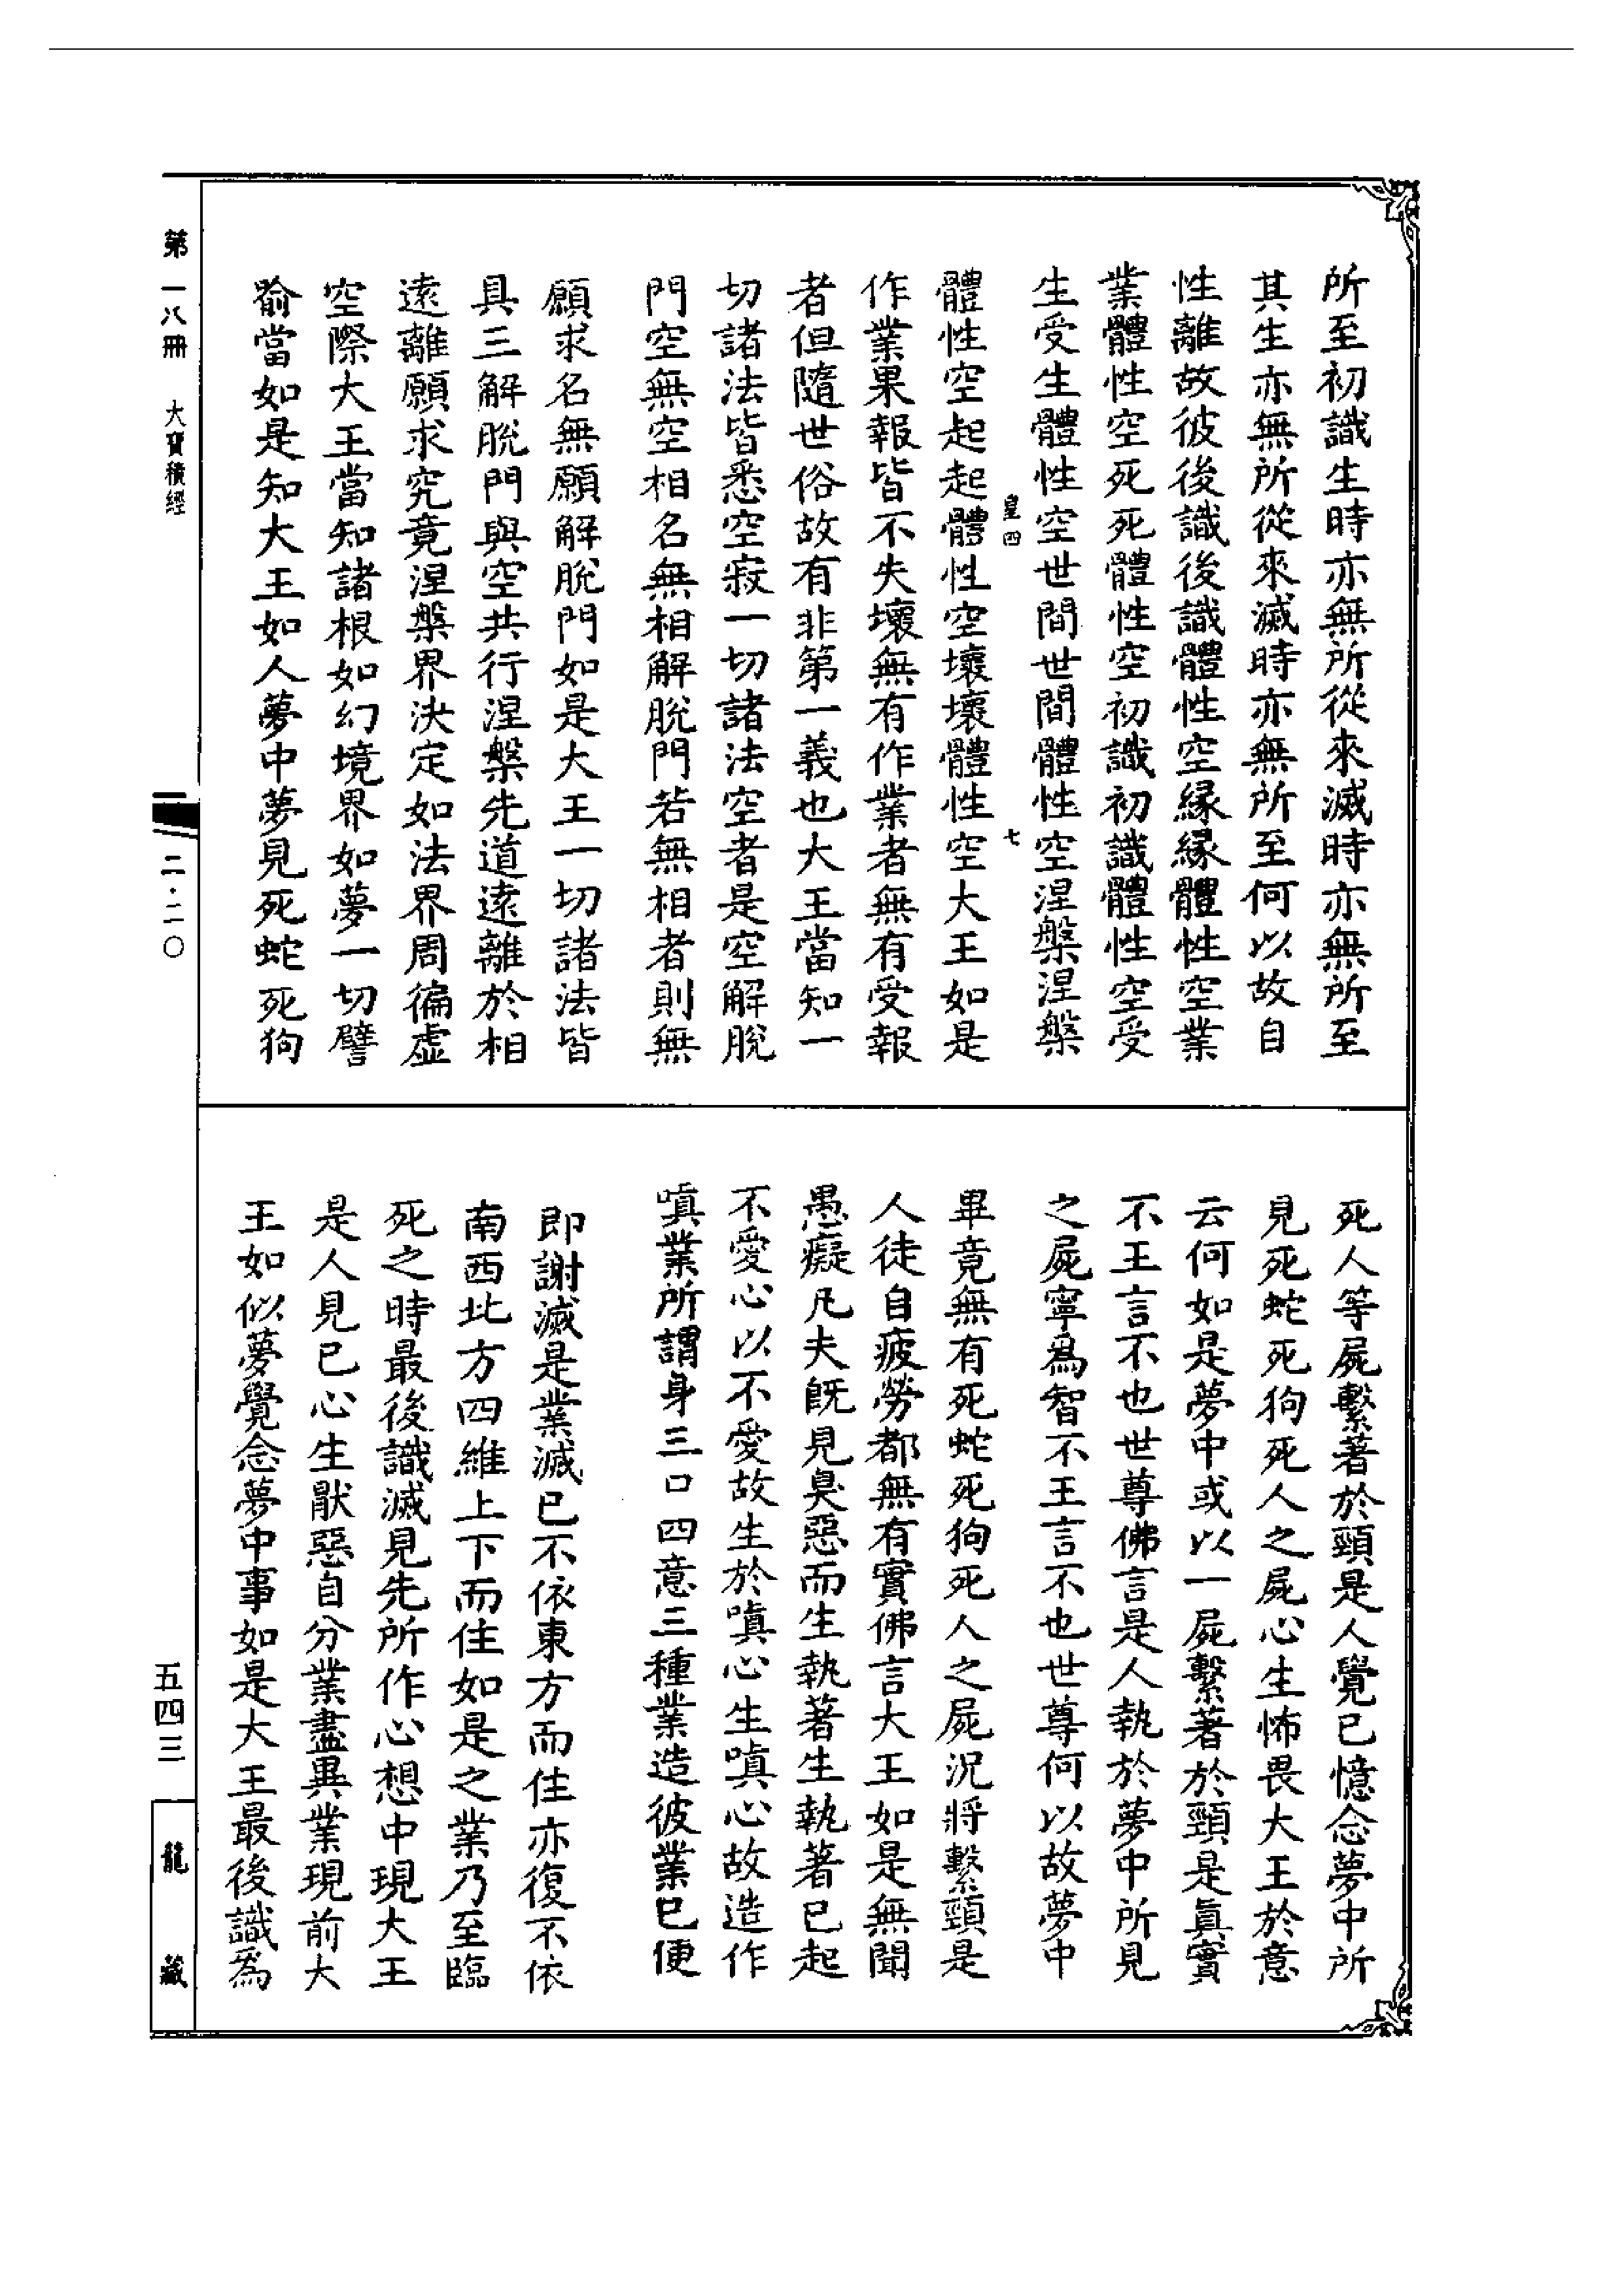 所至初識生時亦無所從來滅時亦無所至
其生亦無所從來滅時亦無所至何以故自
性離故彼後識後識體性空緣緣體性空業
業體性空死死體性空初識初識體性空受
生受生體性空世間世間體性空涅槃涅槃
皇四 七
體性空起起體性空壞壞體性空大王如是
作業果報皆不失壞無有作業者無有受報
者但隨世俗故有非第一義也大王當知一
切諸法皆悉空寂一切諸法空者是空解脫
門空無空相名無相解脫門若無相者則無
願求名無願解脫門如是大王一切諸法皆
具三解脫門與空共行涅槃先道遠離於相
遠離願求究竟涅槃界決定如法界周徧虛
空際大王當知諸根如幻境界如夢一切譬
喻當如是知大王如人夢中夢見死蛇死狗
死人等屍繫著於頸是人覺已憶念夢中所
見死蛇死狗死人之屍心生怖畏大王於意
云何如是夢中或以一屍繫著於頸是眞實
不王言不也世尊佛言是人執於夢中所見
之屍寧爲智不王言不也世尊何以故夢中
畢竟無有死蛇死狗死人之屍況將繫頸是
人徒自疲勞都無有實佛言大王如是無聞
愚癡凡夫旣見臭惡而生執著生執著已起
不愛心以不愛故生於嗔心生嗔心故造作
嗔業所謂身三口四意三種業造彼業已便
即謝滅是業滅已不依東方而住亦復不依
南西北方四維上下而住如是之業乃至臨
死之時最後識滅見先所作心想中現大王
是人見已心生厭惡自分業盡異業現前大
王如似夢覺念夢中事如是大王最後識爲
第一八冊 大寶積經
二·二〇
五四三
龍藏